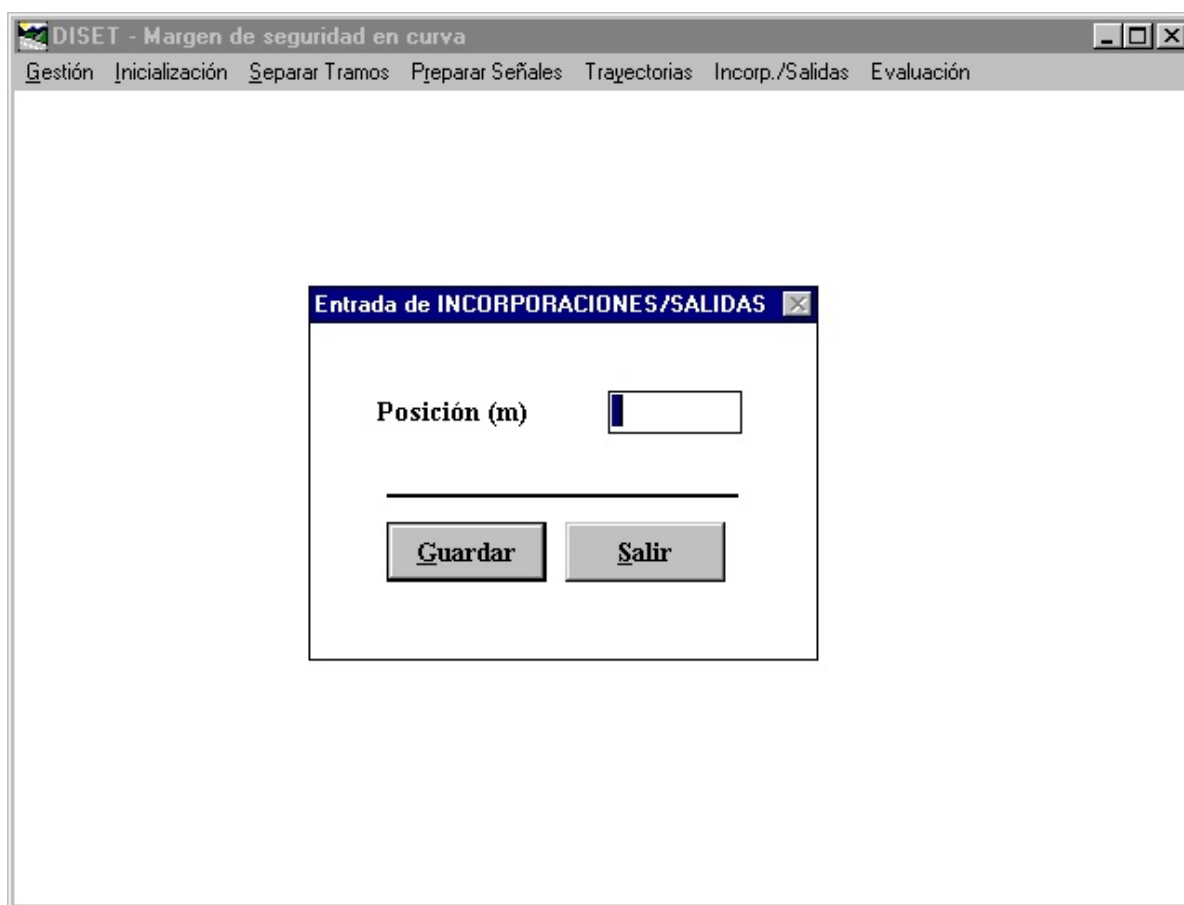 DISET - Margen de seguridad en curva
Gestión Inicialización Separar Tramos Preparar Señales Trayectorias Incorp./Salidas Evaluación
Entrada de INCORPORACIONES/SALIDAS
Posición (m)
Guardar Salir